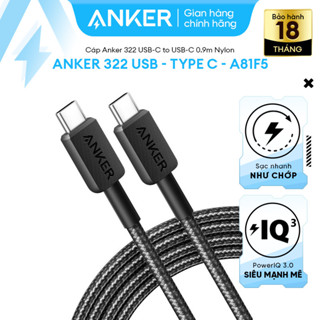 ANKER
Gian hàng
chính hãng
Bảo hành
18
THÁNG
Cáp Anker 322 USB-C to USB-C 0.9m Nylon
ANKER 322 USB - TYPE C - A81F5
ANKER
ANKER
Sạc nhanh
NHƯ CHỚP
IQ3
PowerIQ 3.0
SIÊU MẠNH MẼ